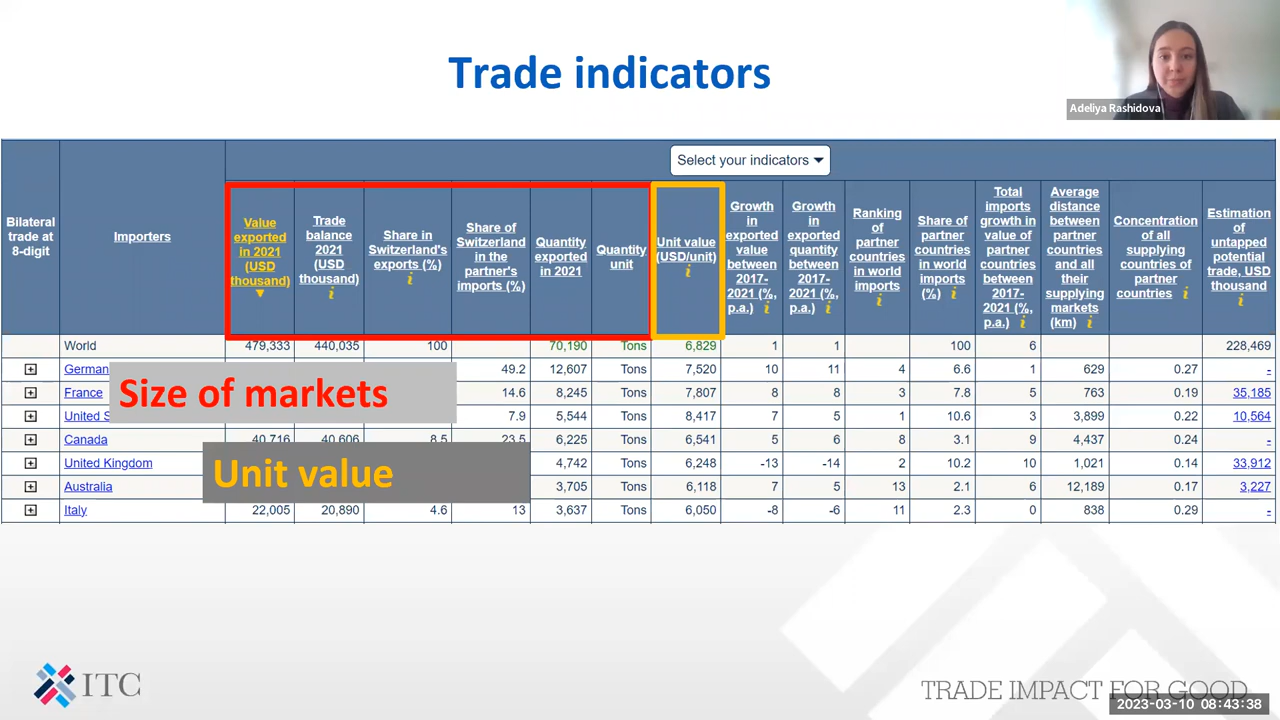 Trade indicators
Adeliya Rashidova
Select your indicators
Bilateral trade at 8-digit
Importers
Value exported in 2021 (USD thousand)
Trade balance 2021 (USD thousand) i
Share in Switzerland's exports (%) i
Share of Switzerland in the partner's imports (%)
Quantity exported in 2021
Quantity unit
Unit value (USD/unit) i
Growth in exported value between 2017-2021 (%, p.a.) i
Growth in exported quantity between 2017-2021 (%, p.a.) i
Ranking of partner countries in world imports i
Share of partner countries in world imports (%) i
Total imports growth in value of partner countries between 2017-2021 (%, p.a.) i
Average distance between partner countries and all their supplying markets (km) i
Concentration of all supplying countries of partner countries i
Estimation of untapped potential trade, USD thousand i
World 479,333 440,035 100 70,190 Tons 6,829 1 1 100 6 228,469
German 49.2 12,607 Tons 7,520 10 11 4 6.6 1 629 0.27 -
France 14.6 8,245 Tons 7,807 8 8 3 7.8 5 763 0.19 35,185
United S 7.9 5,544 Tons 8,417 7 5 1 10.6 3 3,899 0.22 10,564
Canada 40,716 40,606 8.5 23.5 6,225 Tons 6,541 5 6 8 3.1 9 4,437 0.24 -
United Kingdom 4,742 Tons 6,248 -13 -14 2 10.2 10 1,021 0.14 33,912
Australia 3,705 Tons 6,118 7 5 13 2.1 6 12,189 0.17 3,227
Italy 22,005 20,890 4.6 13 3,637 Tons 6,050 -8 -6 11 2.3 0 838 0.29 -
Size of markets
Unit value
ITC
TRADE IMPACT FOR GOOD
2023-03-10 08:43:38